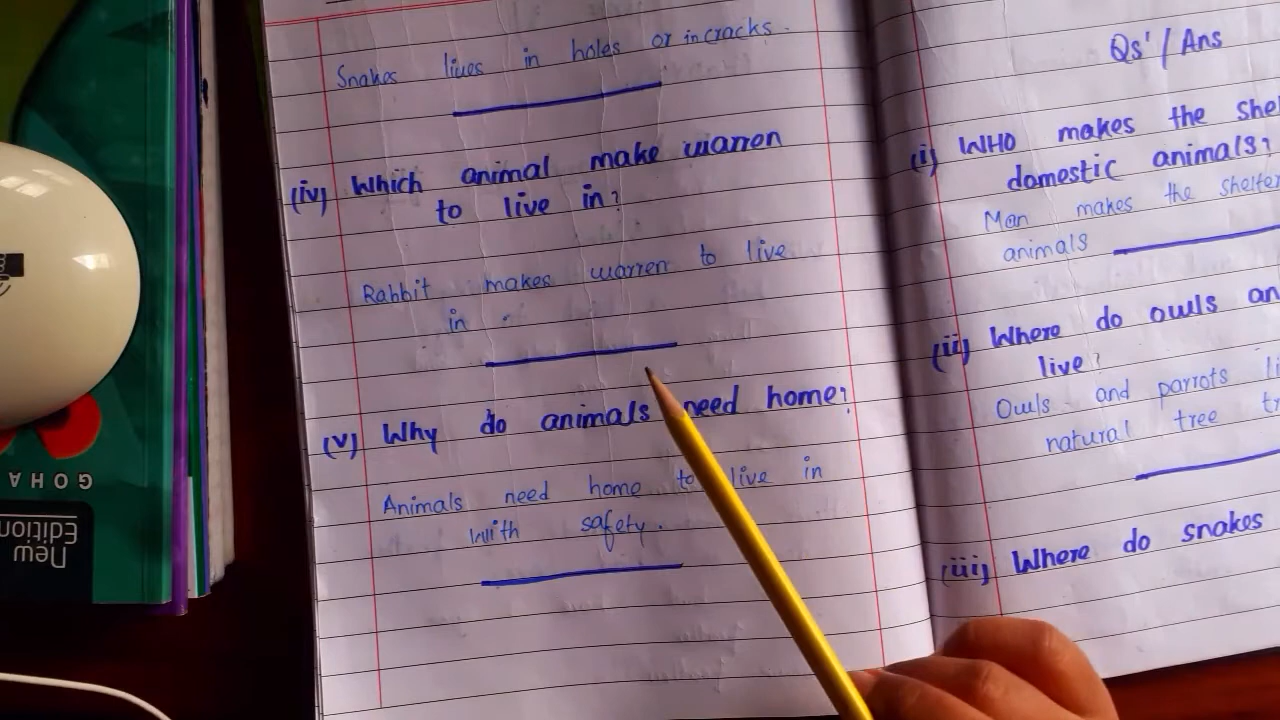 Snakes lives in holes or in cracks.
(iv) Which animal make warron
to live in?
Rabbit makes warren to live
in .
(v) Why do animals need home?
Animals need home to live in
with safety.
Qs' / Ans
(i) WHO makes the shel
domestic animals?
Man makes the shelter
animals
(ii) Where do owls an
live?
Owls and parrots li
natural tree tr
(iii) Where do snakes
GOHA
New
Edition